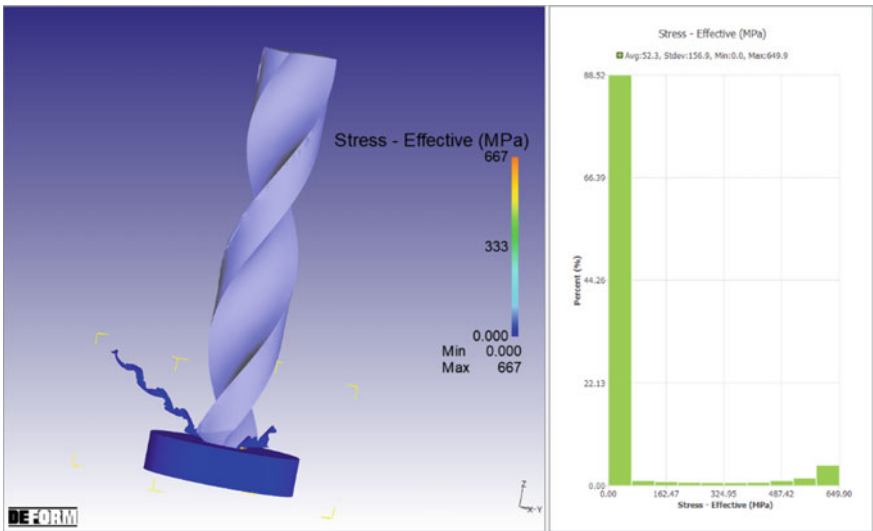 Stress - Effective (MPa)
667
333
0.000
Min 0.000
Max 667
Z
X-Y
DEFORM
Stress - Effective (MPa)
Avg:52.3, Stdev:156.9, Min:0.0, Max:649.9
88.52
66.39
44.26
22.13
0.00
Percent (%)
0.00 162.47 324.95 487.42 649.90
Stress - Effective (MPa)